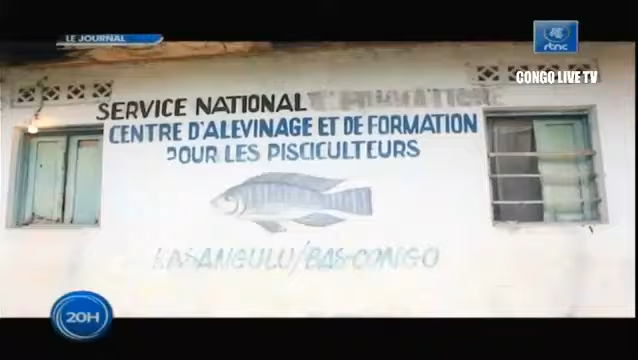 LE JOURNAL
rtnc
CONGO LIVE TV
SERVICE NATIONAL
CENTRE D'ALEVINAGE ET DE FORMATION
POUR LES PISCICULTEURS
KASANGULU/BAS-CONGO
20H